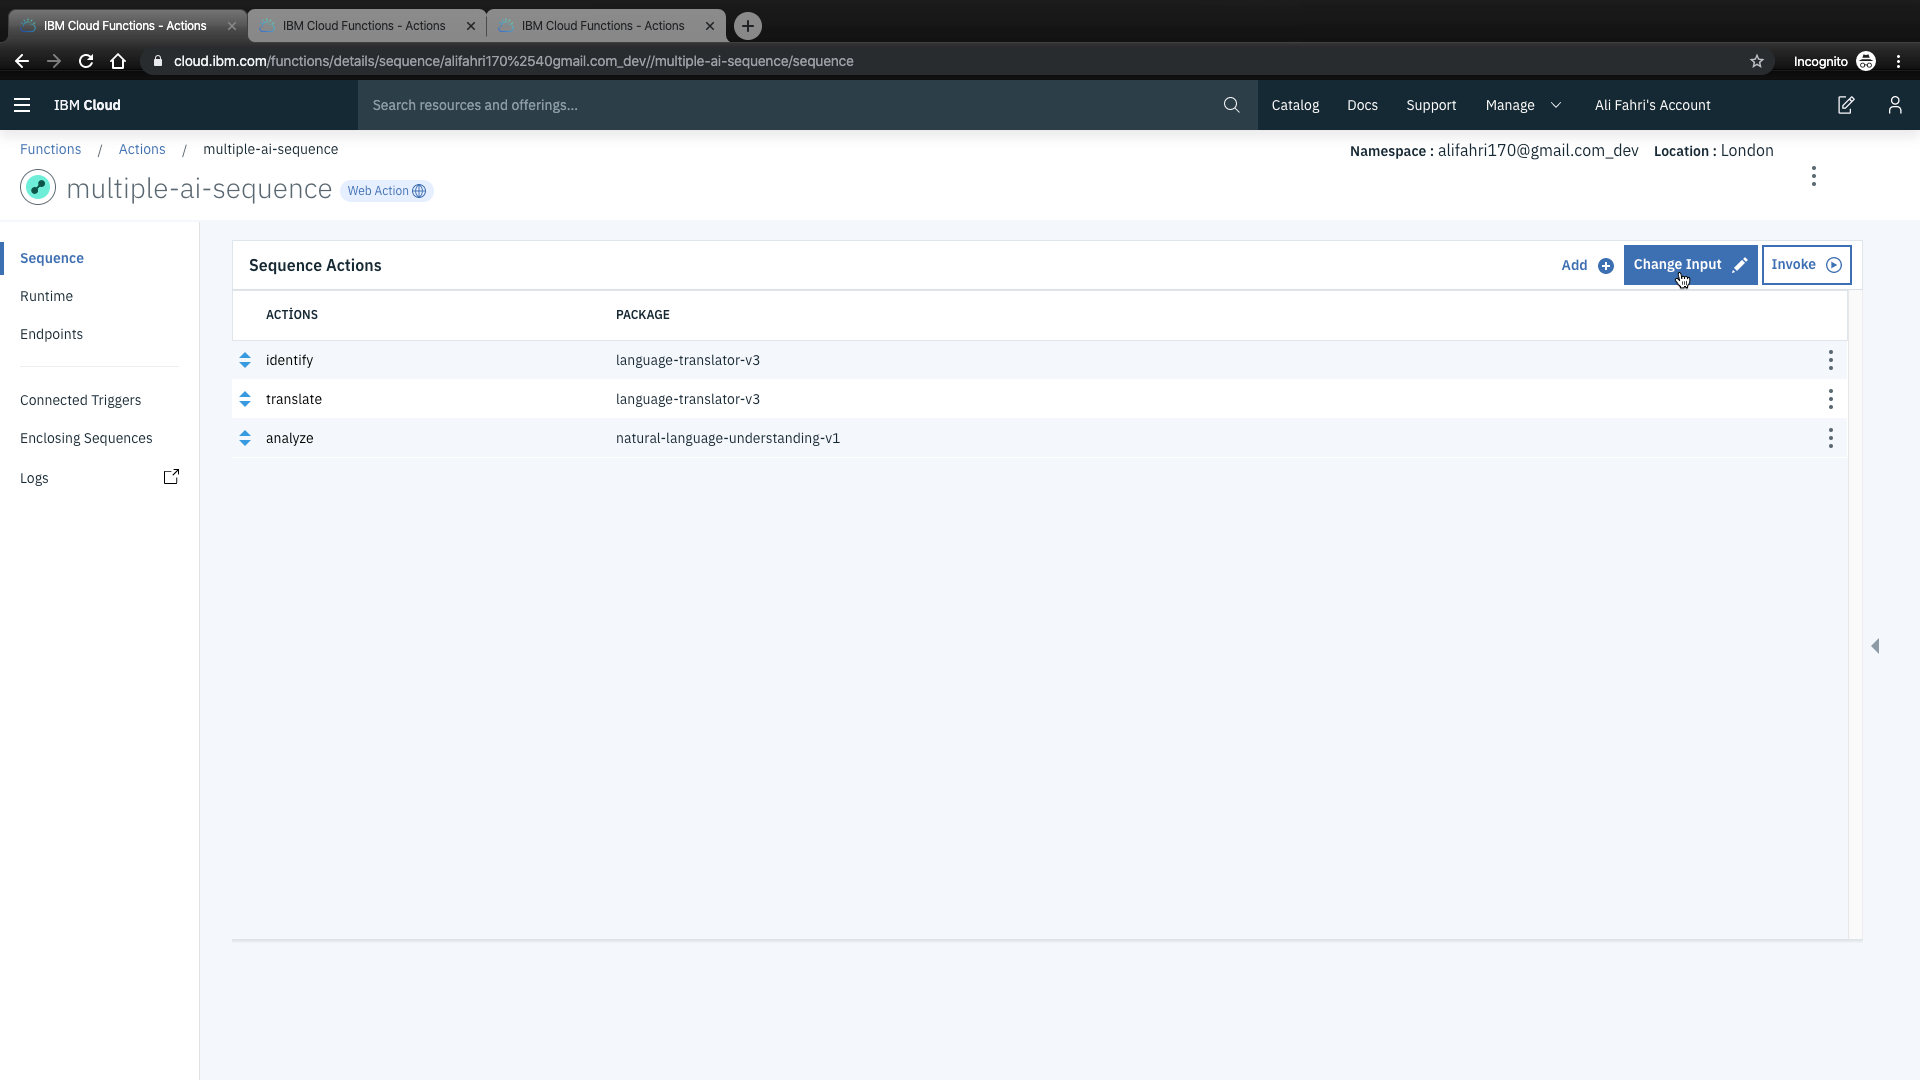 IBM Cloud Functions - Actions
IBM Cloud Functions - Actions
IBM Cloud Functions - Actions
cloud.ibm.com/functions/details/sequence/alifahri170%2540gmail.com_dev//multiple-ai-sequence/sequence
Incognito
IBM Cloud
Search resources and offerings...
Catalog
Docs
Support
Manage
Ali Fahri's Account
Functions / Actions / multiple-ai-sequence
Namespace : alifahri170@gmail.com_dev Location : London
multiple-ai-sequence
Web Action
Sequence
Runtime
Endpoints
Connected Triggers
Enclosing Sequences
Logs
Sequence Actions
Add
Change Input
Invoke
ACTİONS PACKAGE
identify language-translator-v3
translate language-translator-v3
analyze natural-language-understanding-v1